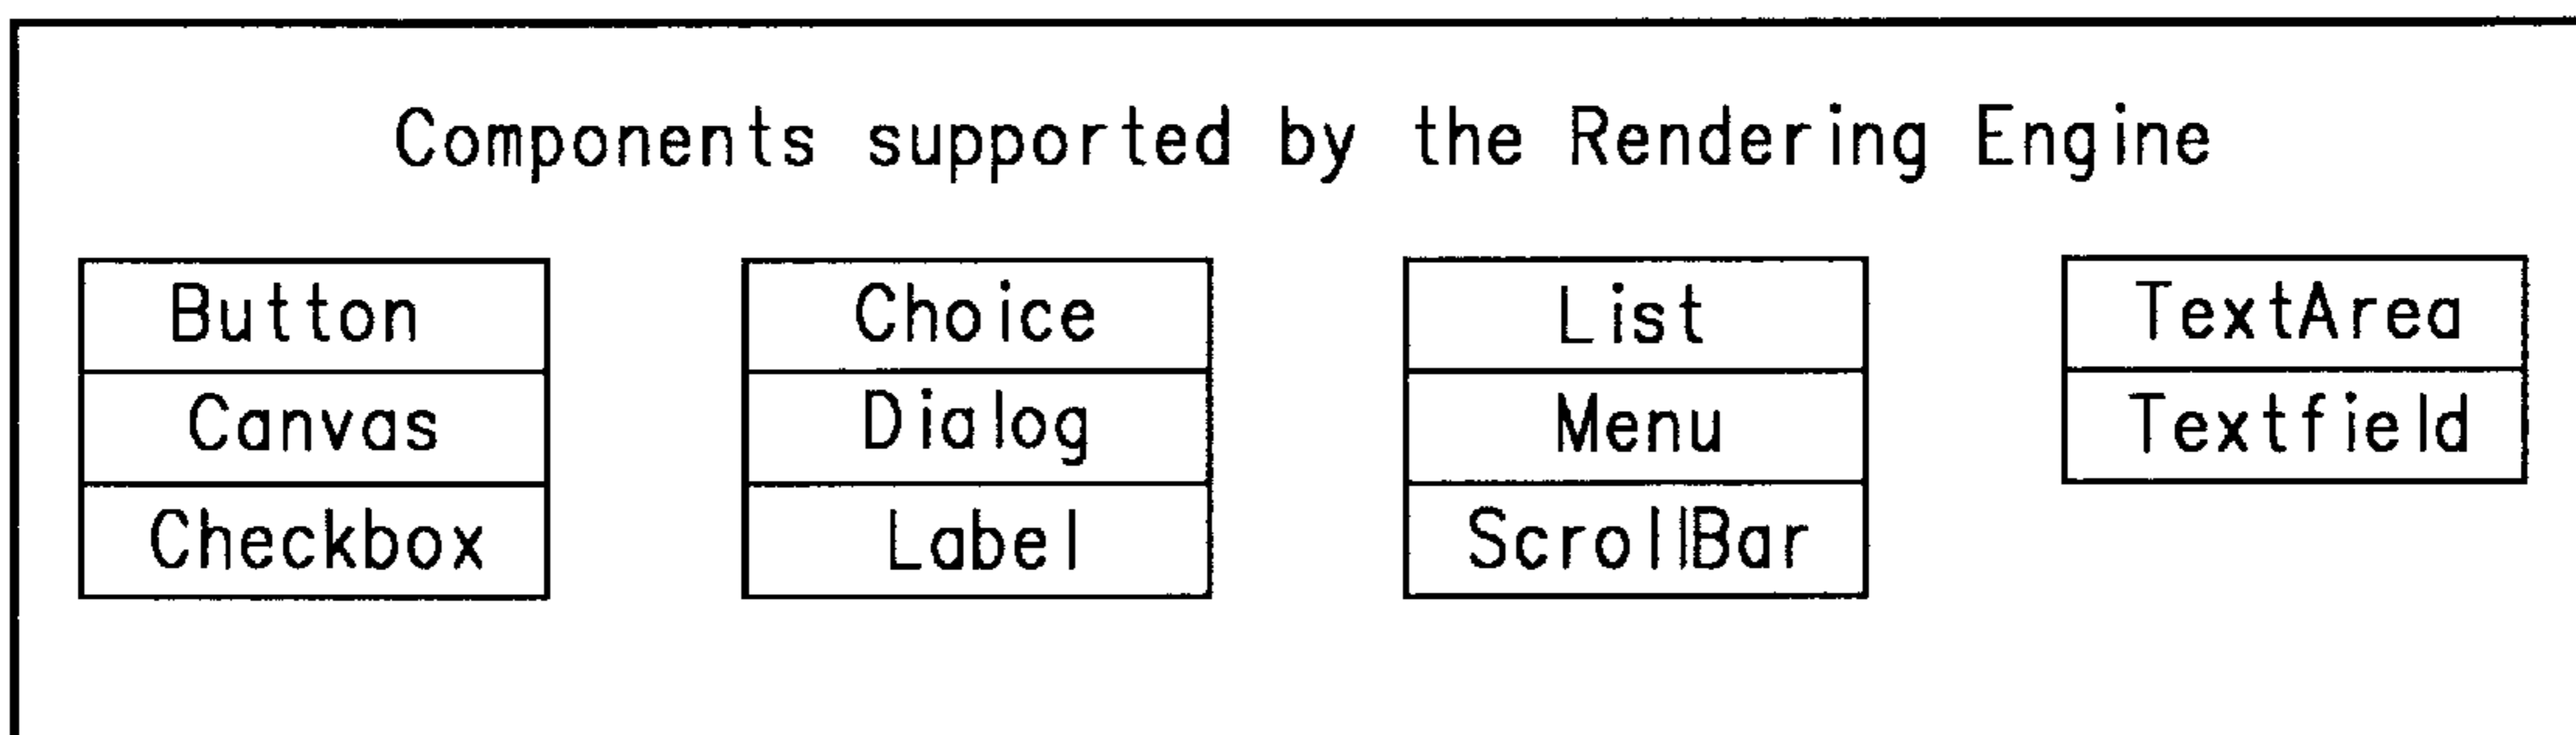 Components supported by the Rendering Engine
Button
Canvas
Checkbox
Choice
Dialog
Label
List
Menu
ScrollBar
TextArea
Textfield